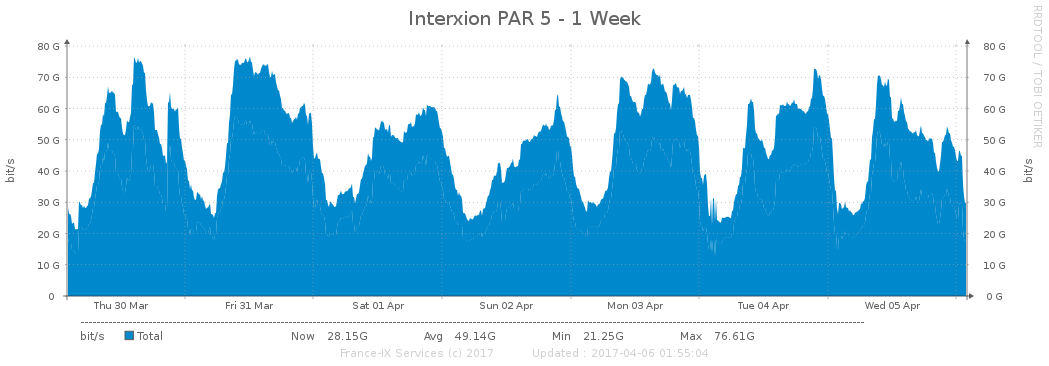 Interxion PAR 5 - 1 Week
RRDTOOL / TOBI OETIKER
bit/s
80 G 80 G
70 G 70 G
60 G 60 G
50 G 50 G
40 G 40 G
30 G 30 G
20 G 20 G
10 G 10 G
0 0 G
bit/s
Thu 30 Mar Fri 31 Mar Sat 01 Apr Sun 02 Apr Mon 03 Apr Tue 04 Apr Wed 05 Apr
bit/s Total Now 28.15G Avg 49.14G Min 21.25G Max 76.61G
France-IX Services (c) 2017 Updated : 2017-04-06 01:55:04